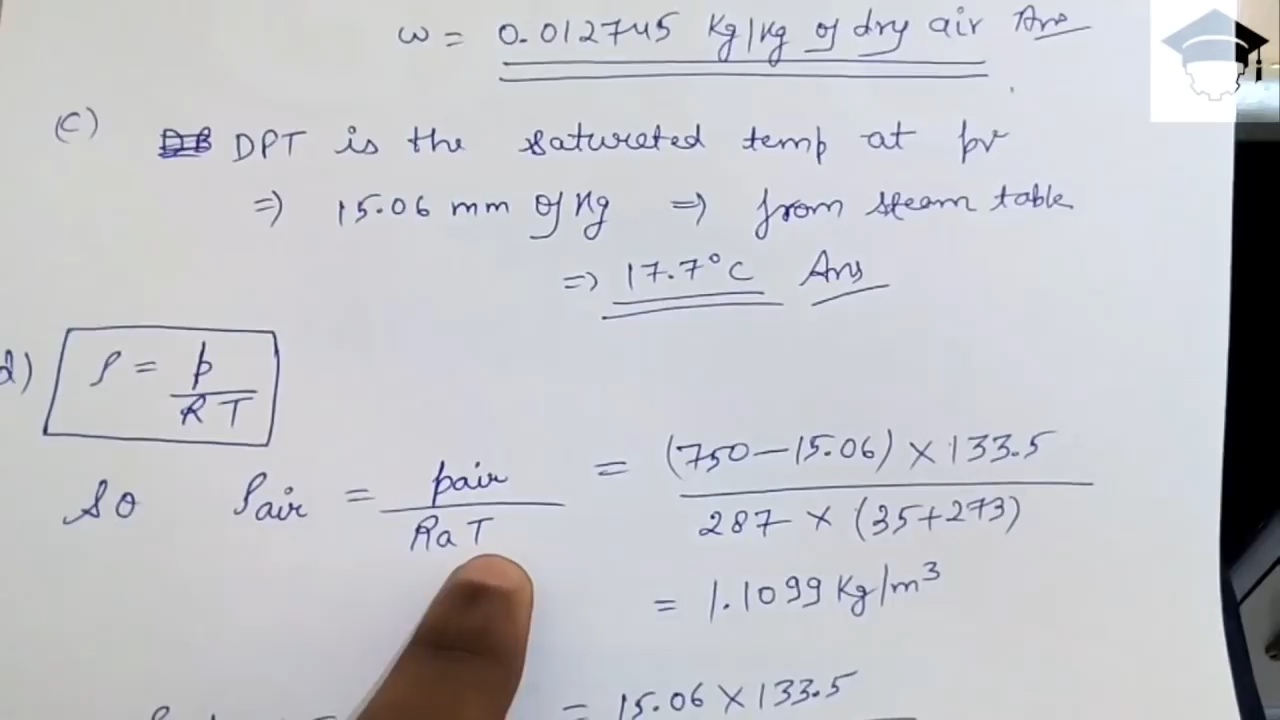 ω = 0.012745 Kg/Kg of dry air Ans
(C) DPT is the saturated temp at pv
=> 15.06 mm of Hg => from steam table
=> 17.7°C Ans
d) ρ = p / RT
So ρair = pair / RaT = (750-15.06) × 133.5 / 287 × (35+273)
= 1.1099 Kg/m³
= 15.06 × 133.5